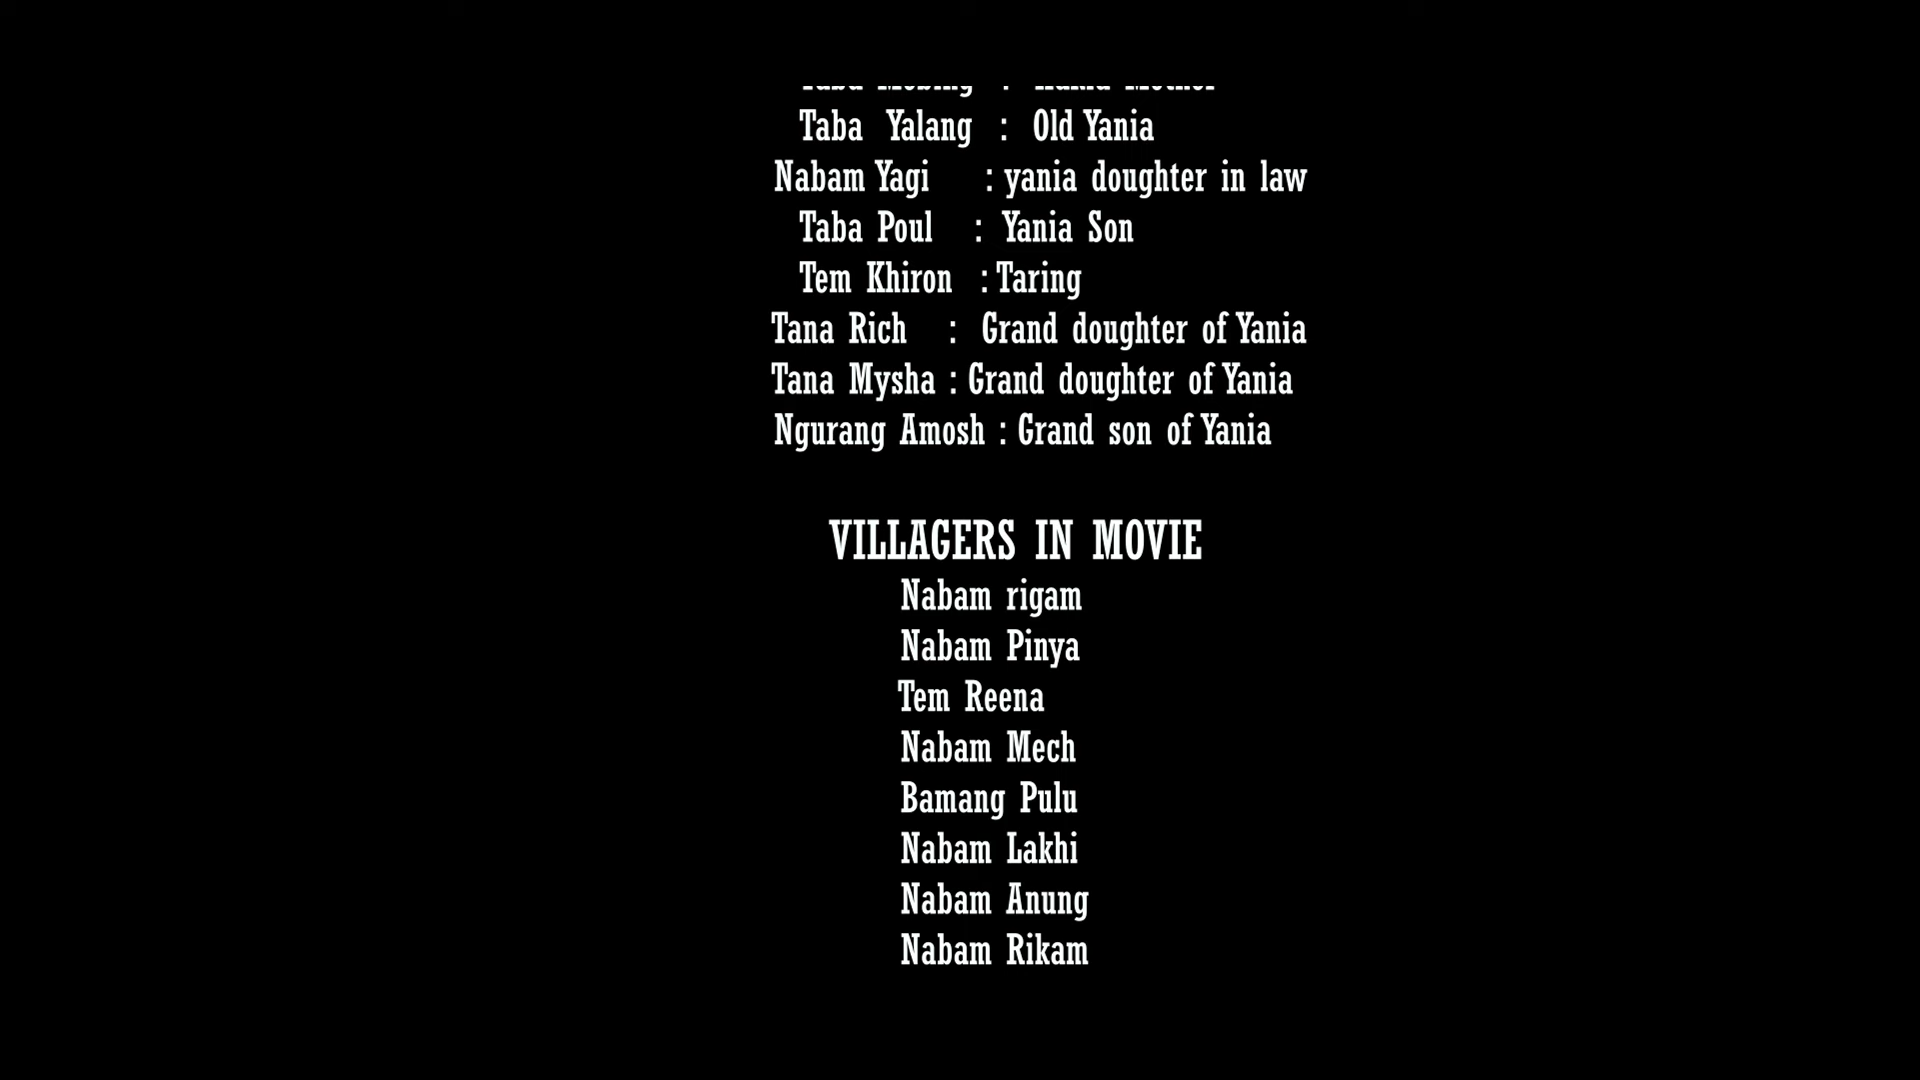 Taba Yalang : Old Yania
Nabam Yagi : yania doughter in law
Taba Poul : Yania Son
Tem Khiron : Taring
Tana Rich : Grand doughter of Yania
Tana Mysha : Grand doughter of Yania
Ngurang Amosh : Grand son of Yania
VILLAGERS IN MOVIE
Nabam rigam
Nabam Pinya
Tem Reena
Nabam Mech
Bamang Pulu
Nabam Lakhi
Nabam Anung
Nabam Rikam